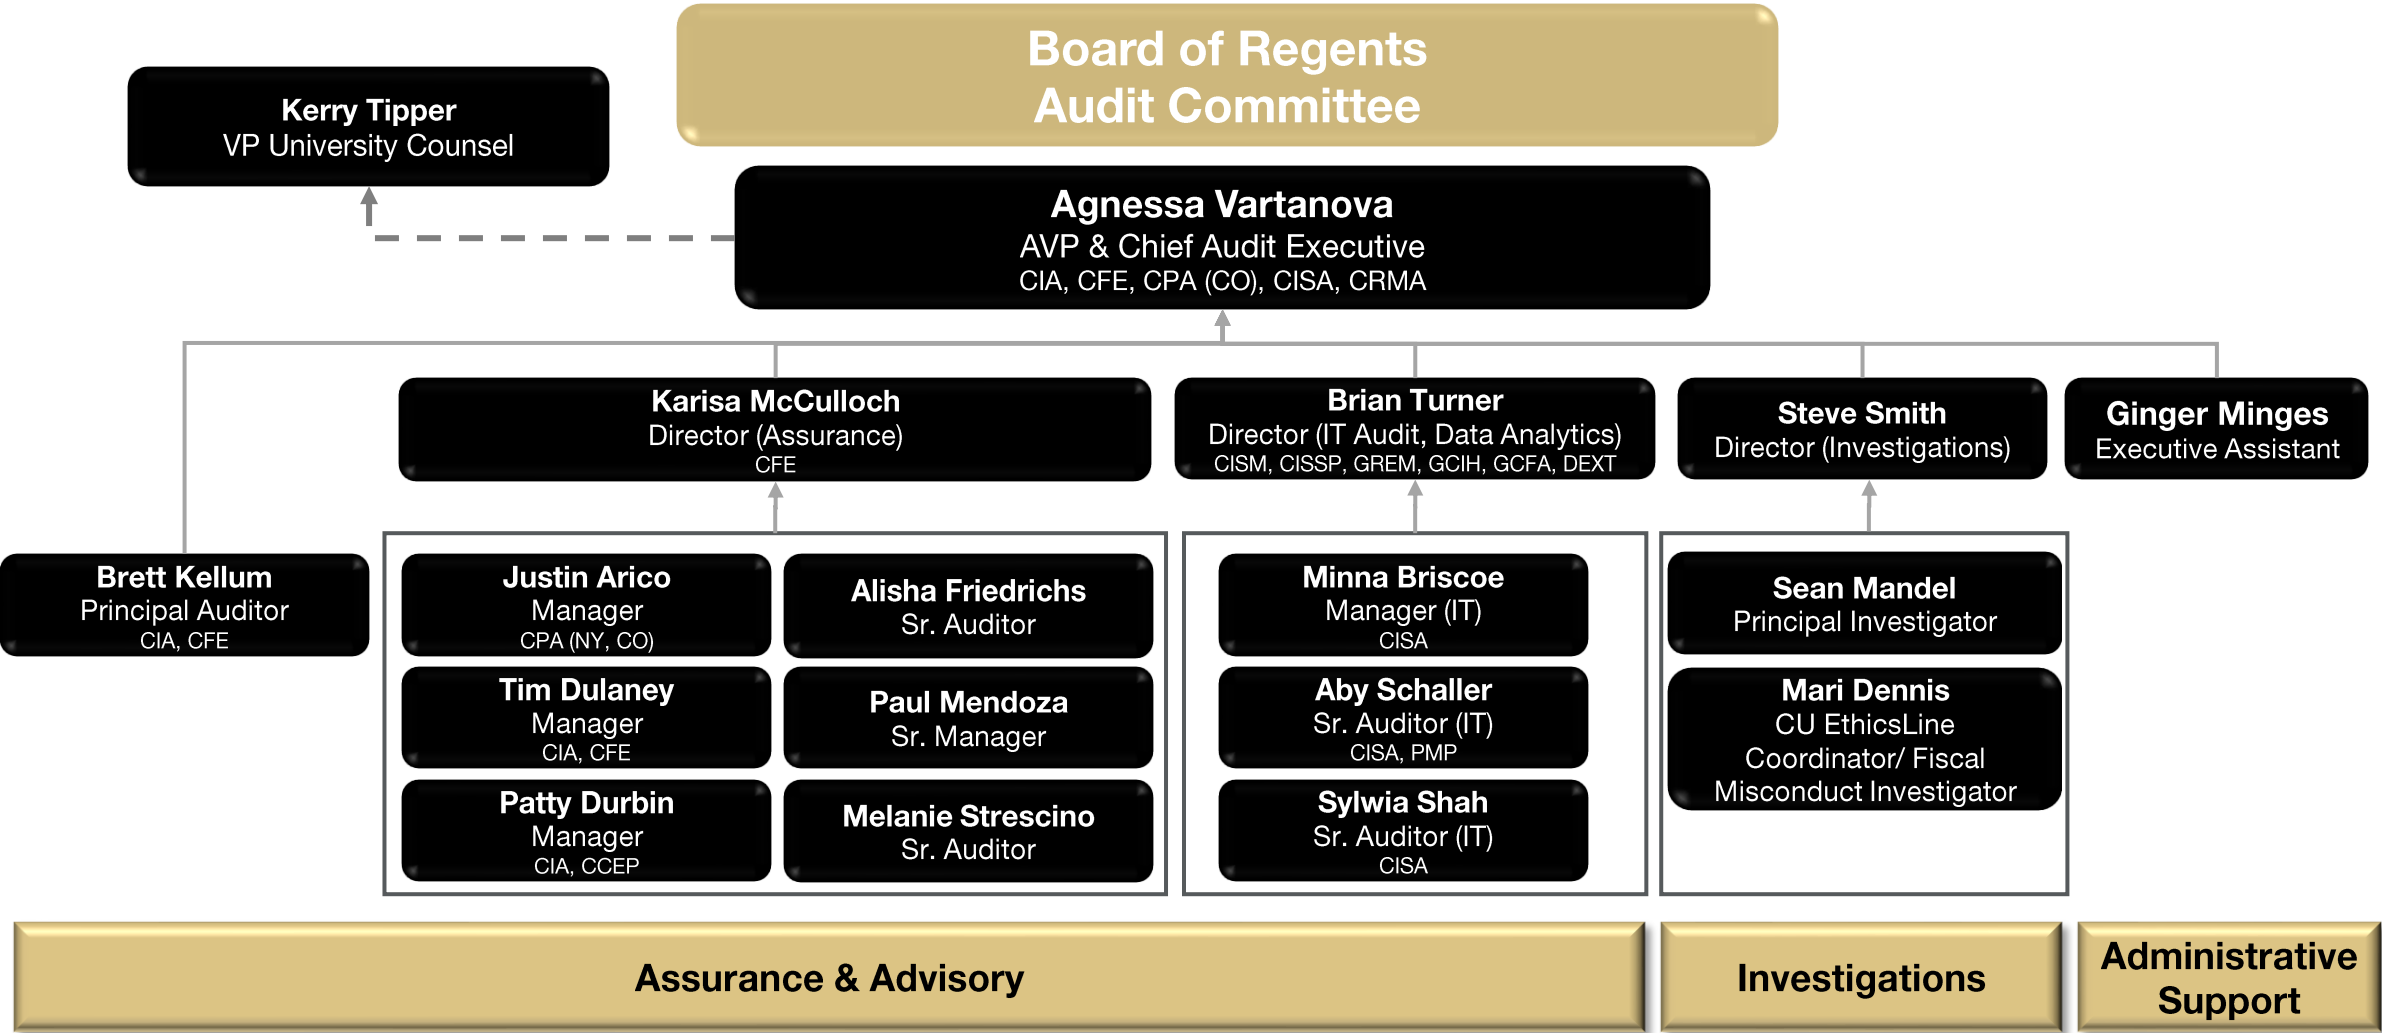 Board of Regents
Audit Committee
Kerry Tipper
VP University Counsel
Agnessa Vartanova
AVP & Chief Audit Executive
CIA, CFE, CPA (CO), CISA, CRMA
Karisa McCulloch
Director (Assurance)
CFE
Brian Turner
Director (IT Audit, Data Analytics)
CISM, CISSP, GREM, GCIH, GCFA, DEXT
Steve Smith
Director (Investigations)
Ginger Minges
Executive Assistant
Brett Kellum
Principal Auditor
CIA, CFE
Justin Arico
Manager
CPA (NY, CO)
Alisha Friedrichs
Sr. Auditor
Tim Dulaney
Manager
CIA, CFE
Paul Mendoza
Sr. Manager
Patty Durbin
Manager
CIA, CCEP
Melanie Strescino
Sr. Auditor
Minna Briscoe
Manager (IT)
CISA
Aby Schaller
Sr. Auditor (IT)
CISA, PMP
Sylwia Shah
Sr. Auditor (IT)
CISA
Sean Mandel
Principal Investigator
Mari Dennis
CU EthicsLine
Coordinator/ Fiscal
Misconduct Investigator
Assurance & Advisory
Investigations
Administrative
Support